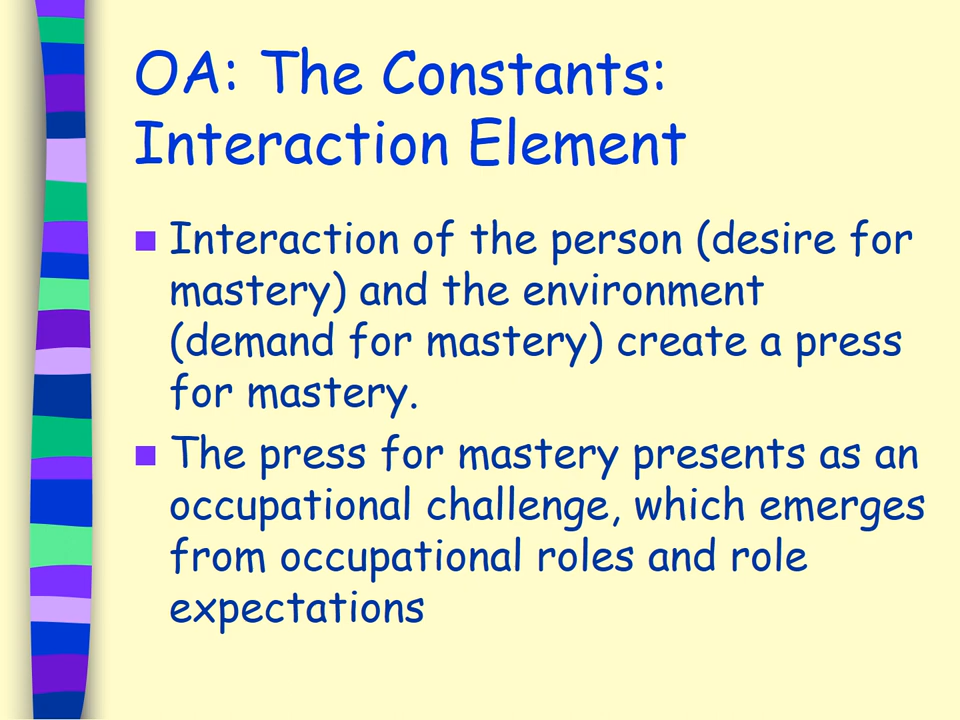 OA: The Constants:
Interaction Element
Interaction of the person (desire for
mastery) and the environment
(demand for mastery) create a press
for mastery.
The press for mastery presents as an
occupational challenge, which emerges
from occupational roles and role
expectations